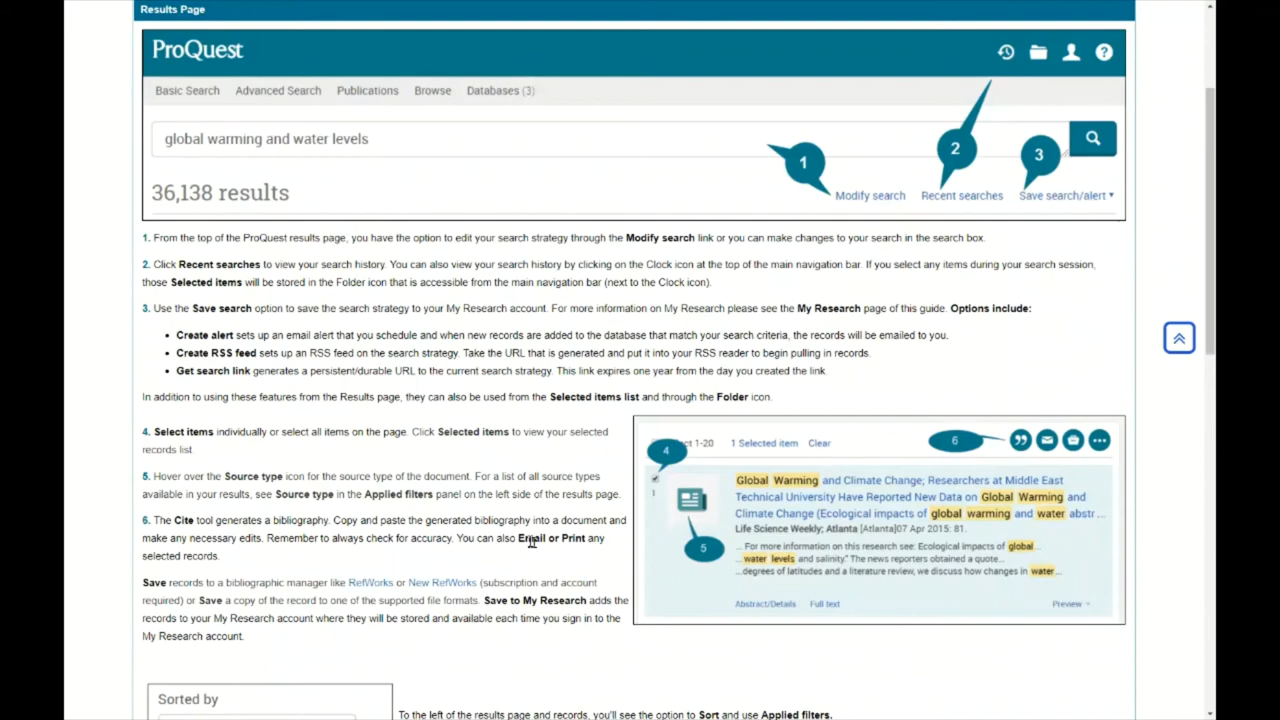 Results Page
ProQuest
Basic Search Advanced Search Publications Browse Databases (3)
global warming and water levels
1
2
3
36,138 results
Modify search Recent searches Save search/alert
1. From the top of the ProQuest results page, you have the option to edit your search strategy through the Modify search link or you can make changes to your search in the search box.
2. Click Recent searches to view your search history. You can also view your search history by clicking on the Clock icon at the top of the main navigation bar. If you select any items during your search session,
those Selected items will be stored in the Folder icon that is accessible from the main navigation bar (next to the Clock icon).
3. Use the Save search option to save the search strategy to your My Research account. For more information on My Research please see the My Research page of this guide. Options include:
• Create alert sets up an email alert that you schedule and when new records are added to the database that match your search criteria, the records will be emailed to you.
• Create RSS feed sets up an RSS feed on the search strategy. Take the URL that is generated and put it into your RSS reader to begin pulling in records.
• Get search link generates a persistent/durable URL to the current search strategy. This link expires one year from the day you created the link.
In addition to using these features from the Results page, they can also be used from the Selected items list and through the Folder icon.
4. Select items individually or select all items on the page. Click Selected items to view your selected
records list.
5. Hover over the Source type icon for the source type of the document. For a list of all source types
available in your results, see Source type in the Applied filters panel on the left side of the results page.
6. The Cite tool generates a bibliography. Copy and paste the generated bibliography into a document and
make any necessary edits. Remember to always check for accuracy. You can also Email or Print any
selected records.
Save records to a bibliographic manager like RefWorks or New RefWorks (subscription and account
required) or Save a copy of the record to one of the supported file formats. Save to My Research adds the
records to your My Research account where they will be stored and available each time you sign in to the
My Research account.
1-20 1 Selected item Clear
6
4
1
5
Global Warming and Climate Change; Researchers at Middle East
Technical University Have Reported New Data on Global Warming and
Climate Change (Ecological impacts of global warming and water abstr ...
Life Science Weekly; Atlanta [Atlanta]07 Apr 2015: 81.
... For more information on this research see: Ecological impacts of global...
... water levels and salinity." The news reporters obtained a quote...
...degrees of latitudes and a literature review, we discuss how changes in water...
Abstract/Details Full text Preview
Sorted by
To the left of the results page and records, you'll see the option to Sort and use Applied filters.